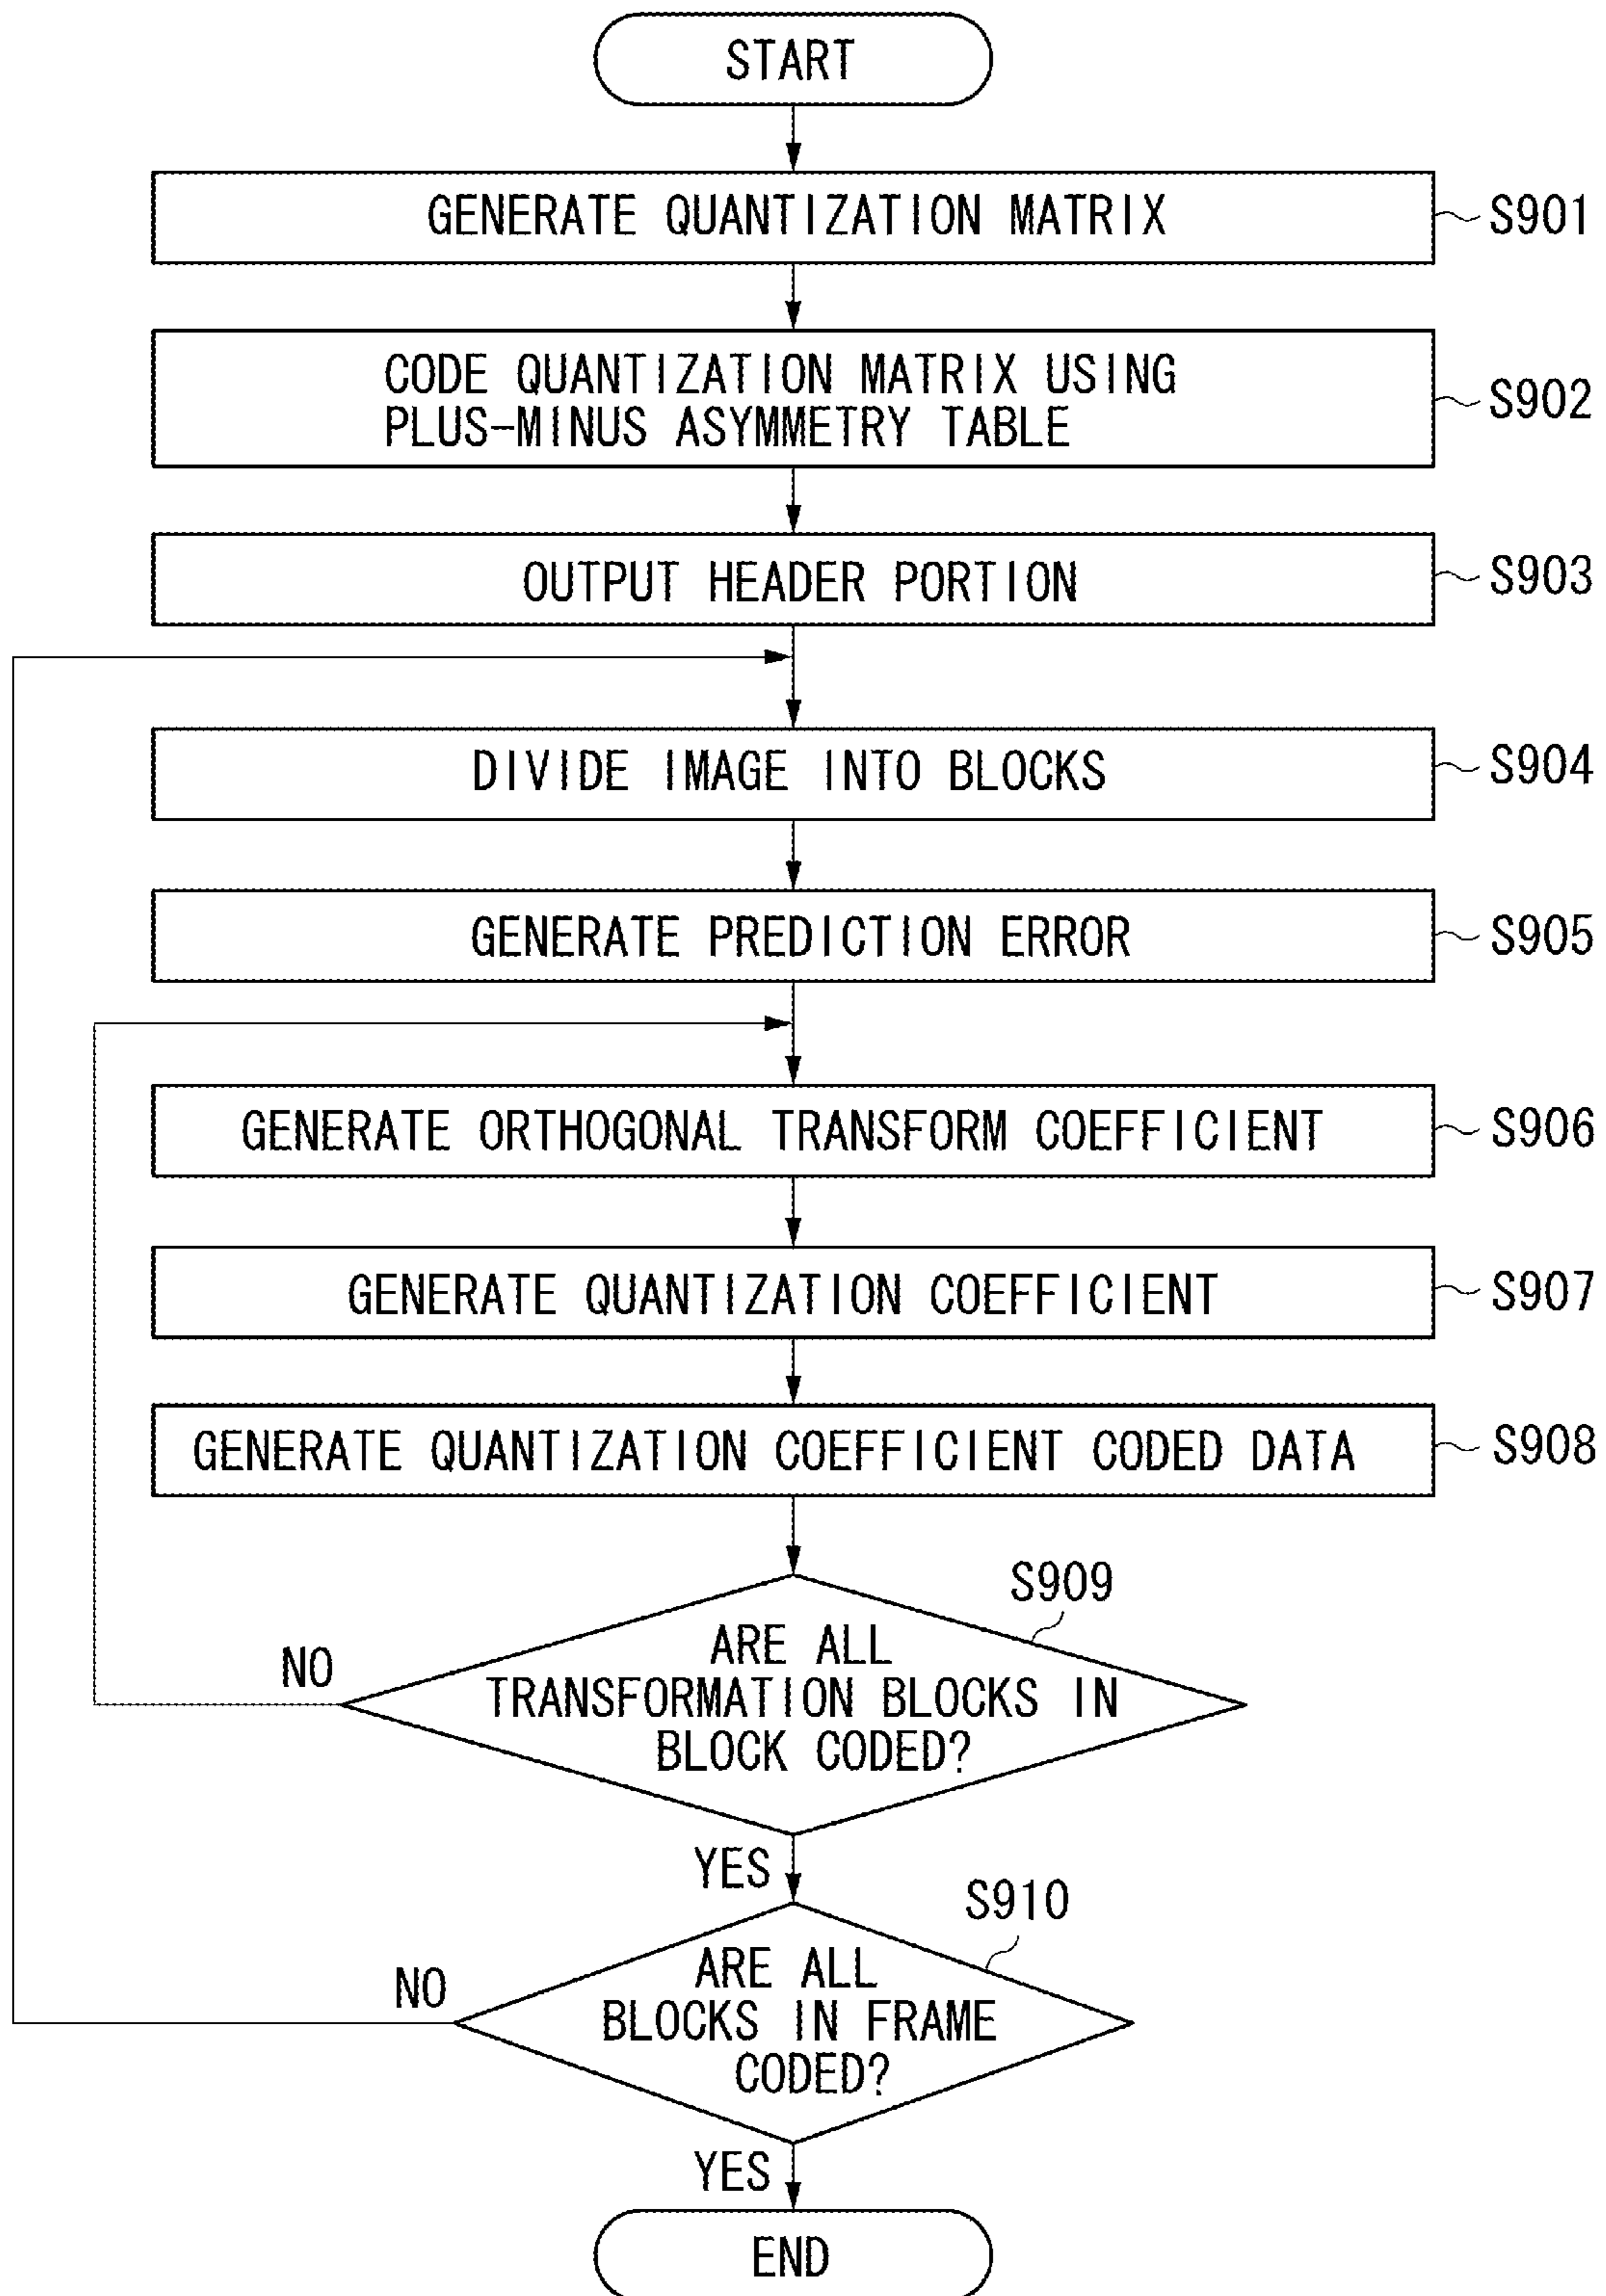 START
GENERATE QUANTIZATION MATRIX
S901
CODE QUANTIZATION MATRIX USING
PLUS-MINUS ASYMMETRY TABLE
S902
OUTPUT HEADER PORTION
S903
DIVIDE IMAGE INTO BLOCKS
S904
GENERATE PREDICTION ERROR
S905
GENERATE ORTHOGONAL TRANSFORM COEFFICIENT
S906
GENERATE QUANTIZATION COEFFICIENT
S907
GENERATE QUANTIZATION COEFFICIENT CODED DATA
S908
S909
ARE ALL
TRANSFORMATION BLOCKS IN
BLOCK CODED?
NO
YES
S910
ARE ALL
BLOCKS IN FRAME
CODED?
NO
YES
END